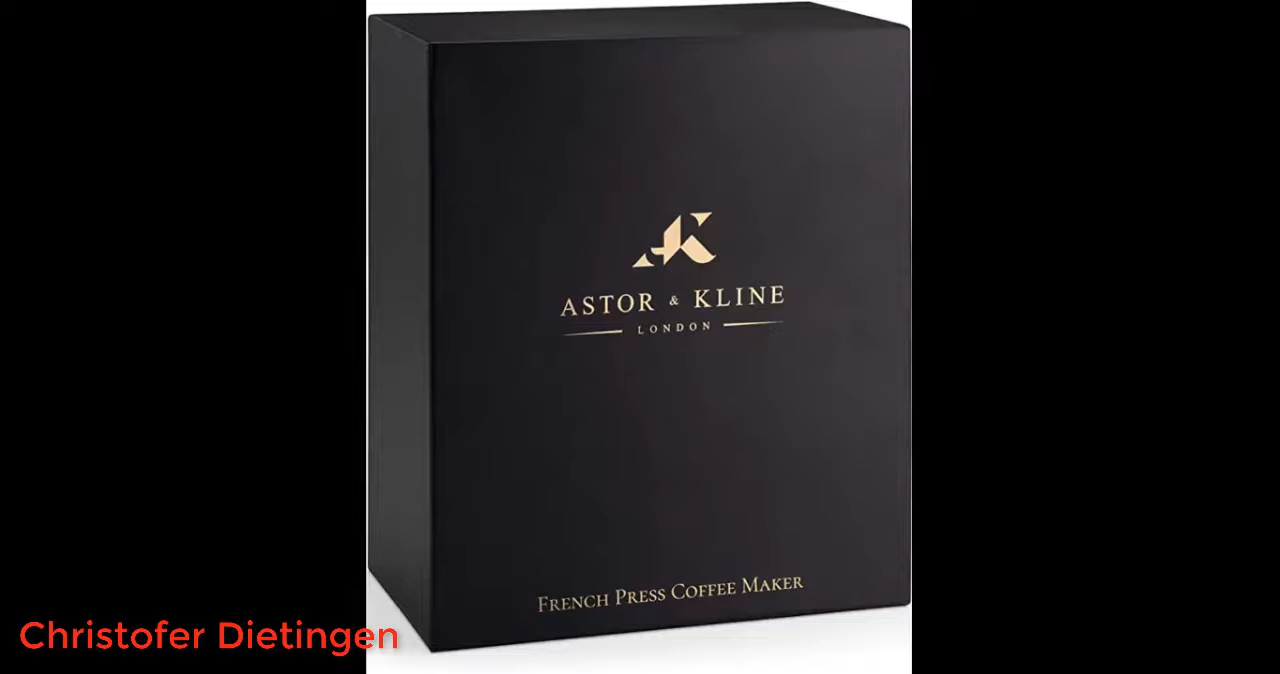 ASTOR & KLINE
LONDON
FRENCH PRESS COFFEE MAKER
Christofer Dietingen